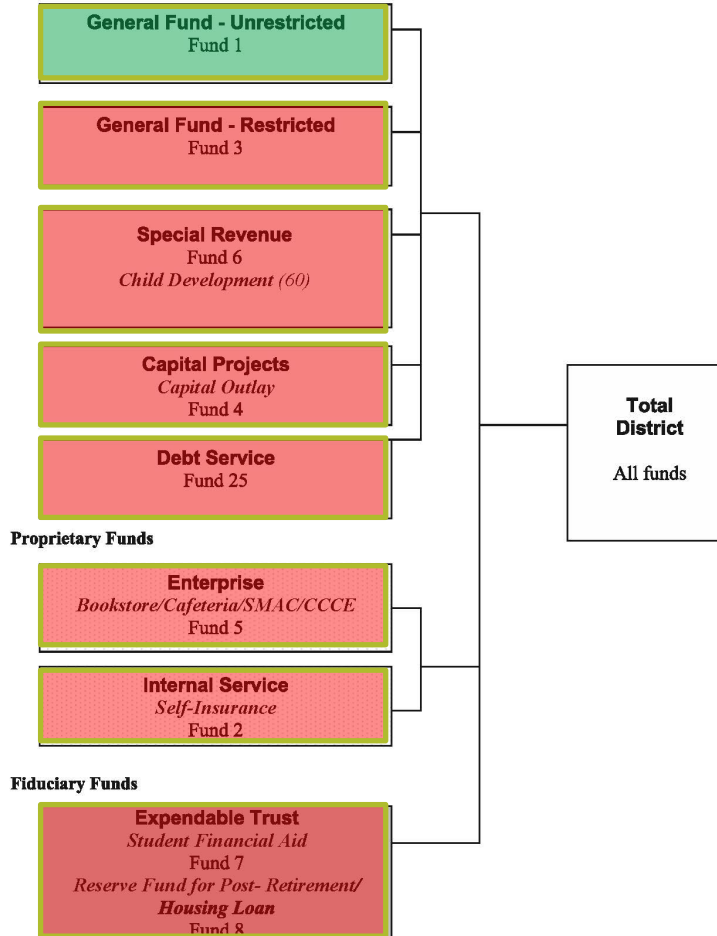 General Fund - Unrestricted
Fund 1
General Fund - Restricted
Fund 3
Special Revenue
Fund 6
Child Development (60)
Capital Projects
Capital Outlay
Fund 4
Debt Service
Fund 25
Proprietary Funds
Enterprise
Bookstore/Cafeteria/SMAC/CCCE
Fund 5
Internal Service
Self-Insurance
Fund 2
Fiduciary Funds
Expendable Trust
Student Financial Aid
Fund 7
Reserve Fund for Post- Retirement/
Housing Loan
Fund 8
Total
District
All funds